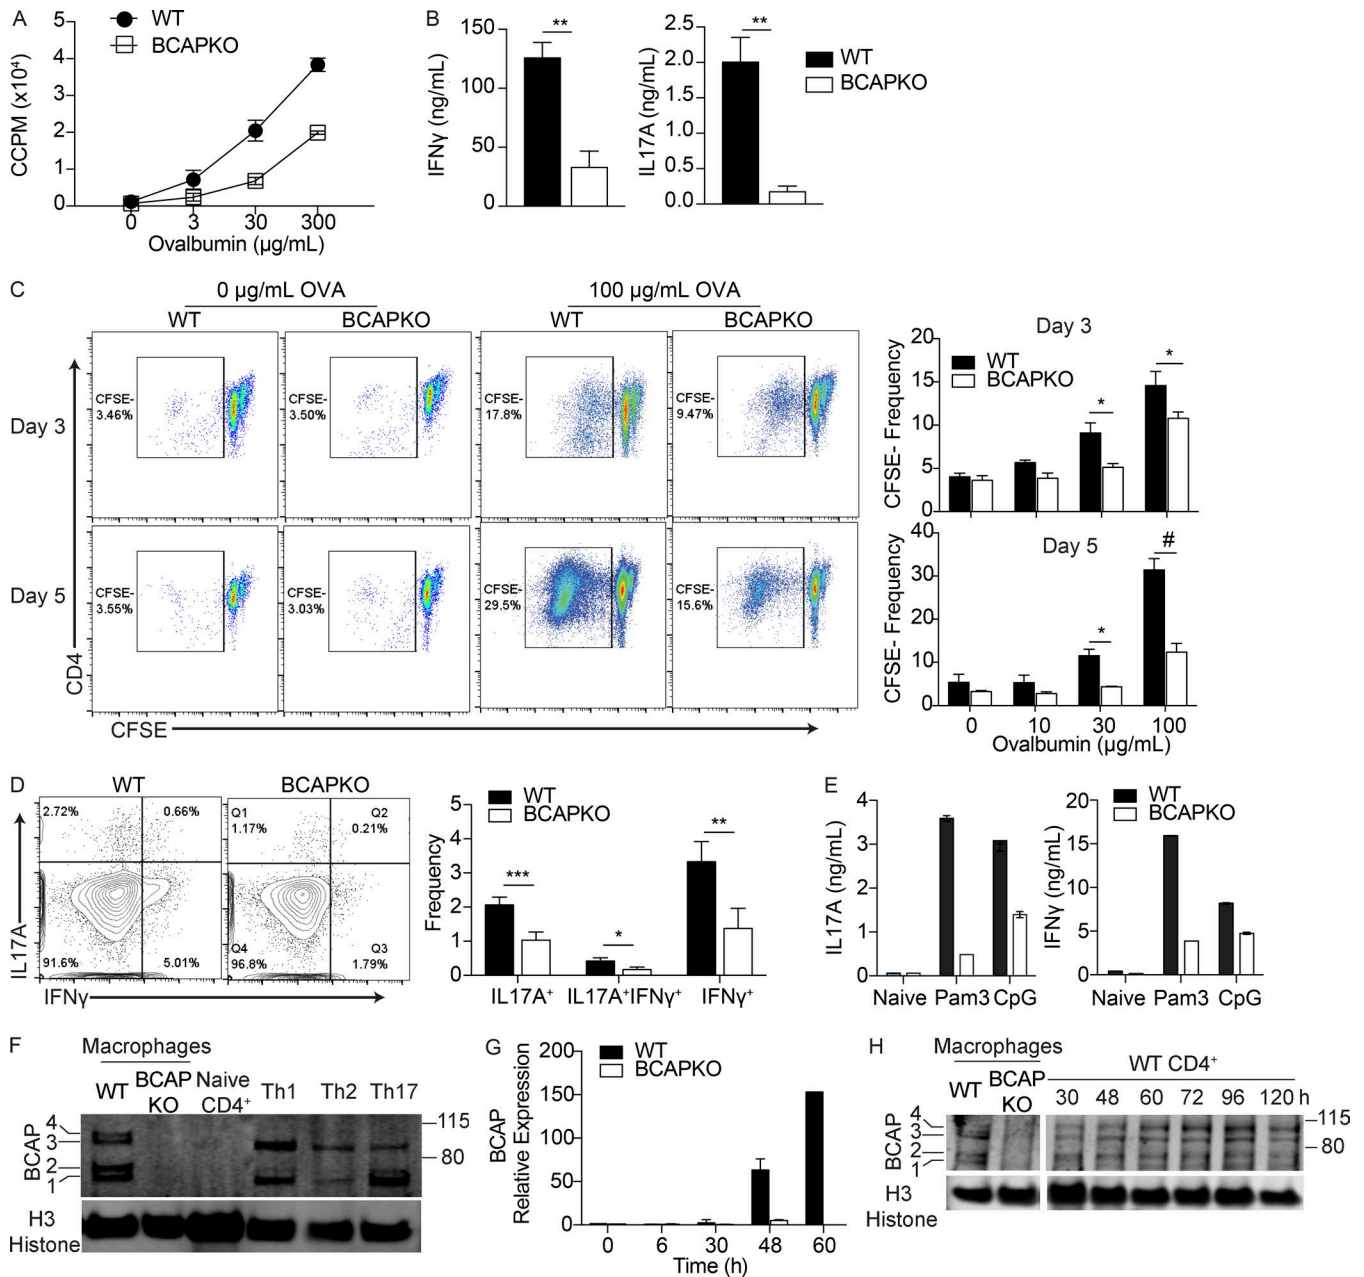 A
5
4
3
2
1
0
CCPM (x10⁴)
WT
BCAPKO
0 3 30 300
Ovalbumin (µg/mL)
B
150
100
50
0
IFNγ (ng/mL)
**
2.5
2.0
1.5
1.0
0.5
0.0
IL17A (ng/mL)
**
WT
BCAPKO
C
0 µg/mL OVA 100 µg/mL OVA
WT BCAPKO WT BCAPKO
Day 3
CFSE-
3.46%
CFSE-
3.50%
CFSE-
17.8%
CFSE-
9.47%
Day 5
CFSE-
3.55%
CFSE-
3.03%
CFSE-
29.5%
CFSE-
15.6%
CD4
CFSE
Day 3
20
15
10
5
0
CFSE- Frequency
WT
BCAPKO
*
*
Day 5
40
30
20
10
0
CFSE- Frequency
*
#
0 10 30 100
Ovalbumin (µg/mL)
D
WT BCAPKO
2.72% 0.66%
91.6% 5.01%
Q1
1.17%
Q2
0.21%
Q4
96.8%
Q3
1.79%
IL17A
IFNγ
5
4
3
2
1
0
Frequency
WT
BCAPKO
***
*
**
IL17A⁺ IL17A⁺IFNγ⁺ IFNγ⁺
E
4
3
2
1
0
IL17A (ng/mL)
Naive Pam3 CpG
20
15
10
5
0
IFNγ (ng/mL)
WT
BCAPKO
Naive Pam3 CpG
F
Macrophages
WT BCAP KO Naive CD4⁺ Th1 Th2 Th17
BCAP
4
3
2
1
115
80
H3
Histone
G
200
150
100
50
0
BCAP
Relative Expression
WT
BCAPKO
0 6 30 48 60
Time (h)
H
Macrophages
WT BCAP KO
WT CD4⁺
30 48 60 72 96 120 h
BCAP
4
3
2
1
115
80
H3
Histone